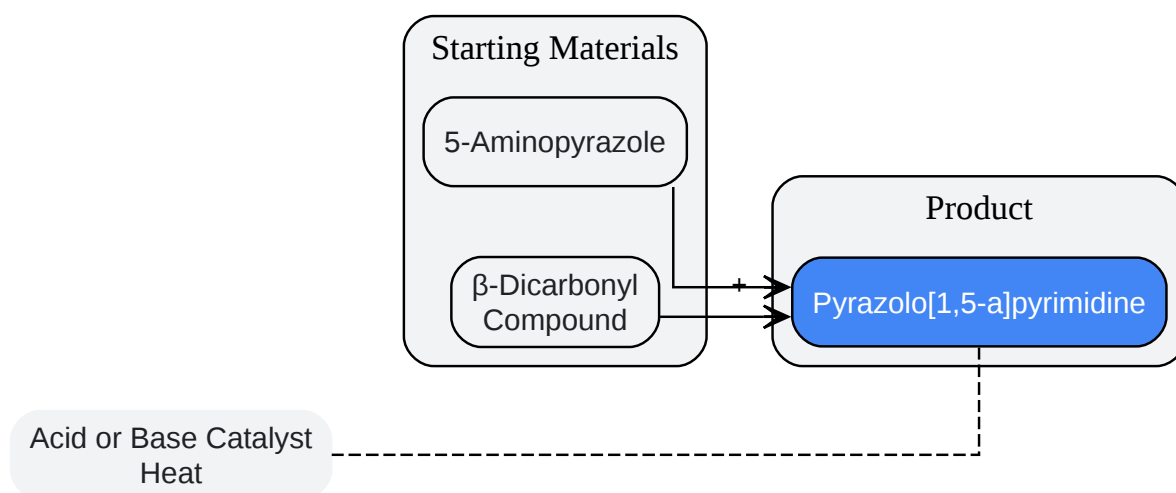 Starting Materials
5-Aminopyrazole
β-Dicarbonyl
Compound
+
Product
Pyrazolo[1,5-a]pyrimidine
Acid or Base Catalyst
Heat